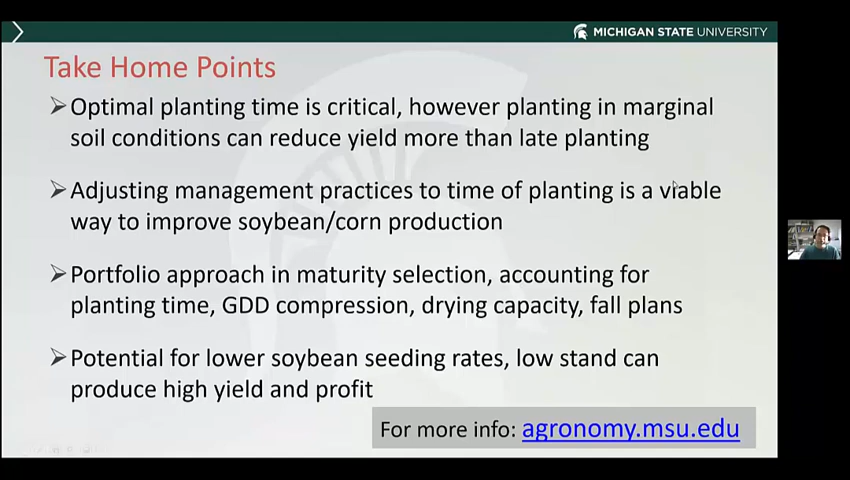 MICHIGAN STATE UNIVERSITY
Take Home Points
➢Optimal planting time is critical, however planting in marginal
soil conditions can reduce yield more than late planting
➢Adjusting management practices to time of planting is a viable
way to improve soybean/corn production
➢Portfolio approach in maturity selection, accounting for
planting time, GDD compression, drying capacity, fall plans
➢Potential for lower soybean seeding rates, low stand can
produce high yield and profit
For more info: agronomy.msu.edu